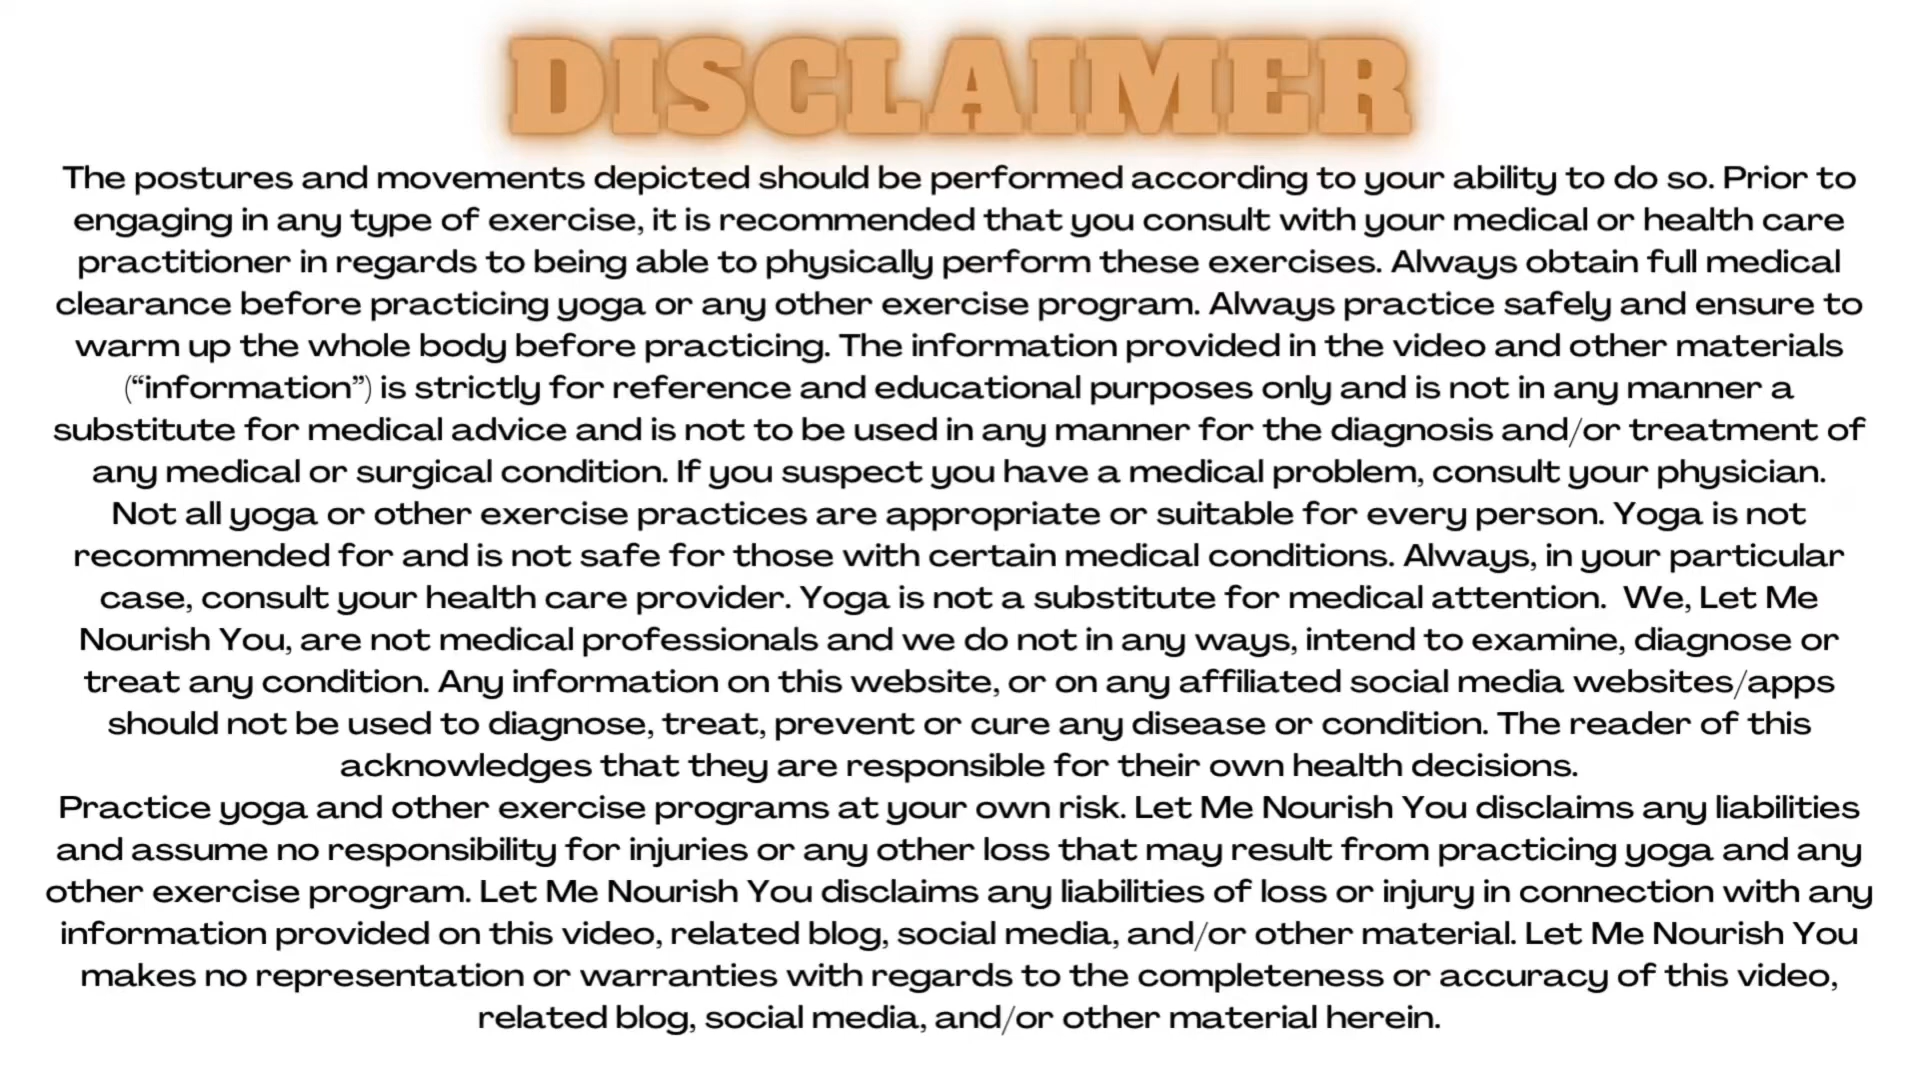 DISCLAIMER
The postures and movements depicted should be performed according to your ability to do so. Prior to
engaging in any type of exercise, it is recommended that you consult with your medical or health care
practitioner in regards to being able to physically perform these exercises. Always obtain full medical
clearance before practicing yoga or any other exercise program. Always practice safely and ensure to
warm up the whole body before practicing. The information provided in the video and other materials
(“information”) is strictly for reference and educational purposes only and is not in any manner a
substitute for medical advice and is not to be used in any manner for the diagnosis and/or treatment of
any medical or surgical condition. If you suspect you have a medical problem, consult your physician.
Not all yoga or other exercise practices are appropriate or suitable for every person. Yoga is not
recommended for and is not safe for those with certain medical conditions. Always, in your particular
case, consult your health care provider. Yoga is not a substitute for medical attention.  We, Let Me
Nourish You, are not medical professionals and we do not in any ways, intend to examine, diagnose or
treat any condition. Any information on this website, or on any affiliated social media websites/apps
should not be used to diagnose, treat, prevent or cure any disease or condition. The reader of this
acknowledges that they are responsible for their own health decisions.
Practice yoga and other exercise programs at your own risk. Let Me Nourish You disclaims any liabilities
and assume no responsibility for injuries or any other loss that may result from practicing yoga and any
other exercise program. Let Me Nourish You disclaims any liabilities of loss or injury in connection with any
information provided on this video, related blog, social media, and/or other material. Let Me Nourish You
makes no representation or warranties with regards to the completeness or accuracy of this video,
related blog, social media, and/or other material herein.